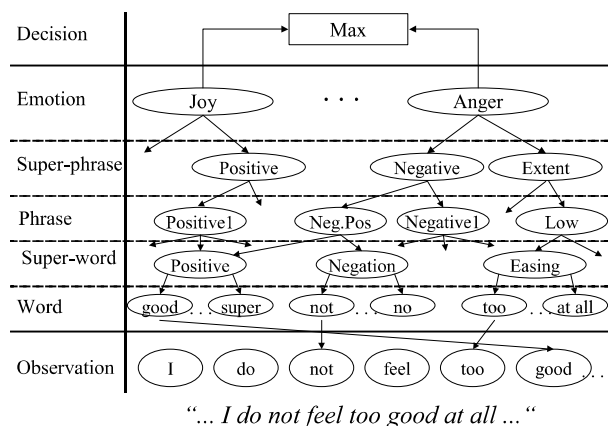 Decision Max
Emotion Joy . . . Anger
Super-phrase Positive Negative Extent
Phrase Positive1 Neg.Pos Negative1 Low
Super-word Positive Negation Easing
Word good . . . super not . . . no too . . . at all
Observation I do not feel too good . . .
“... I do not feel too good at all ...“